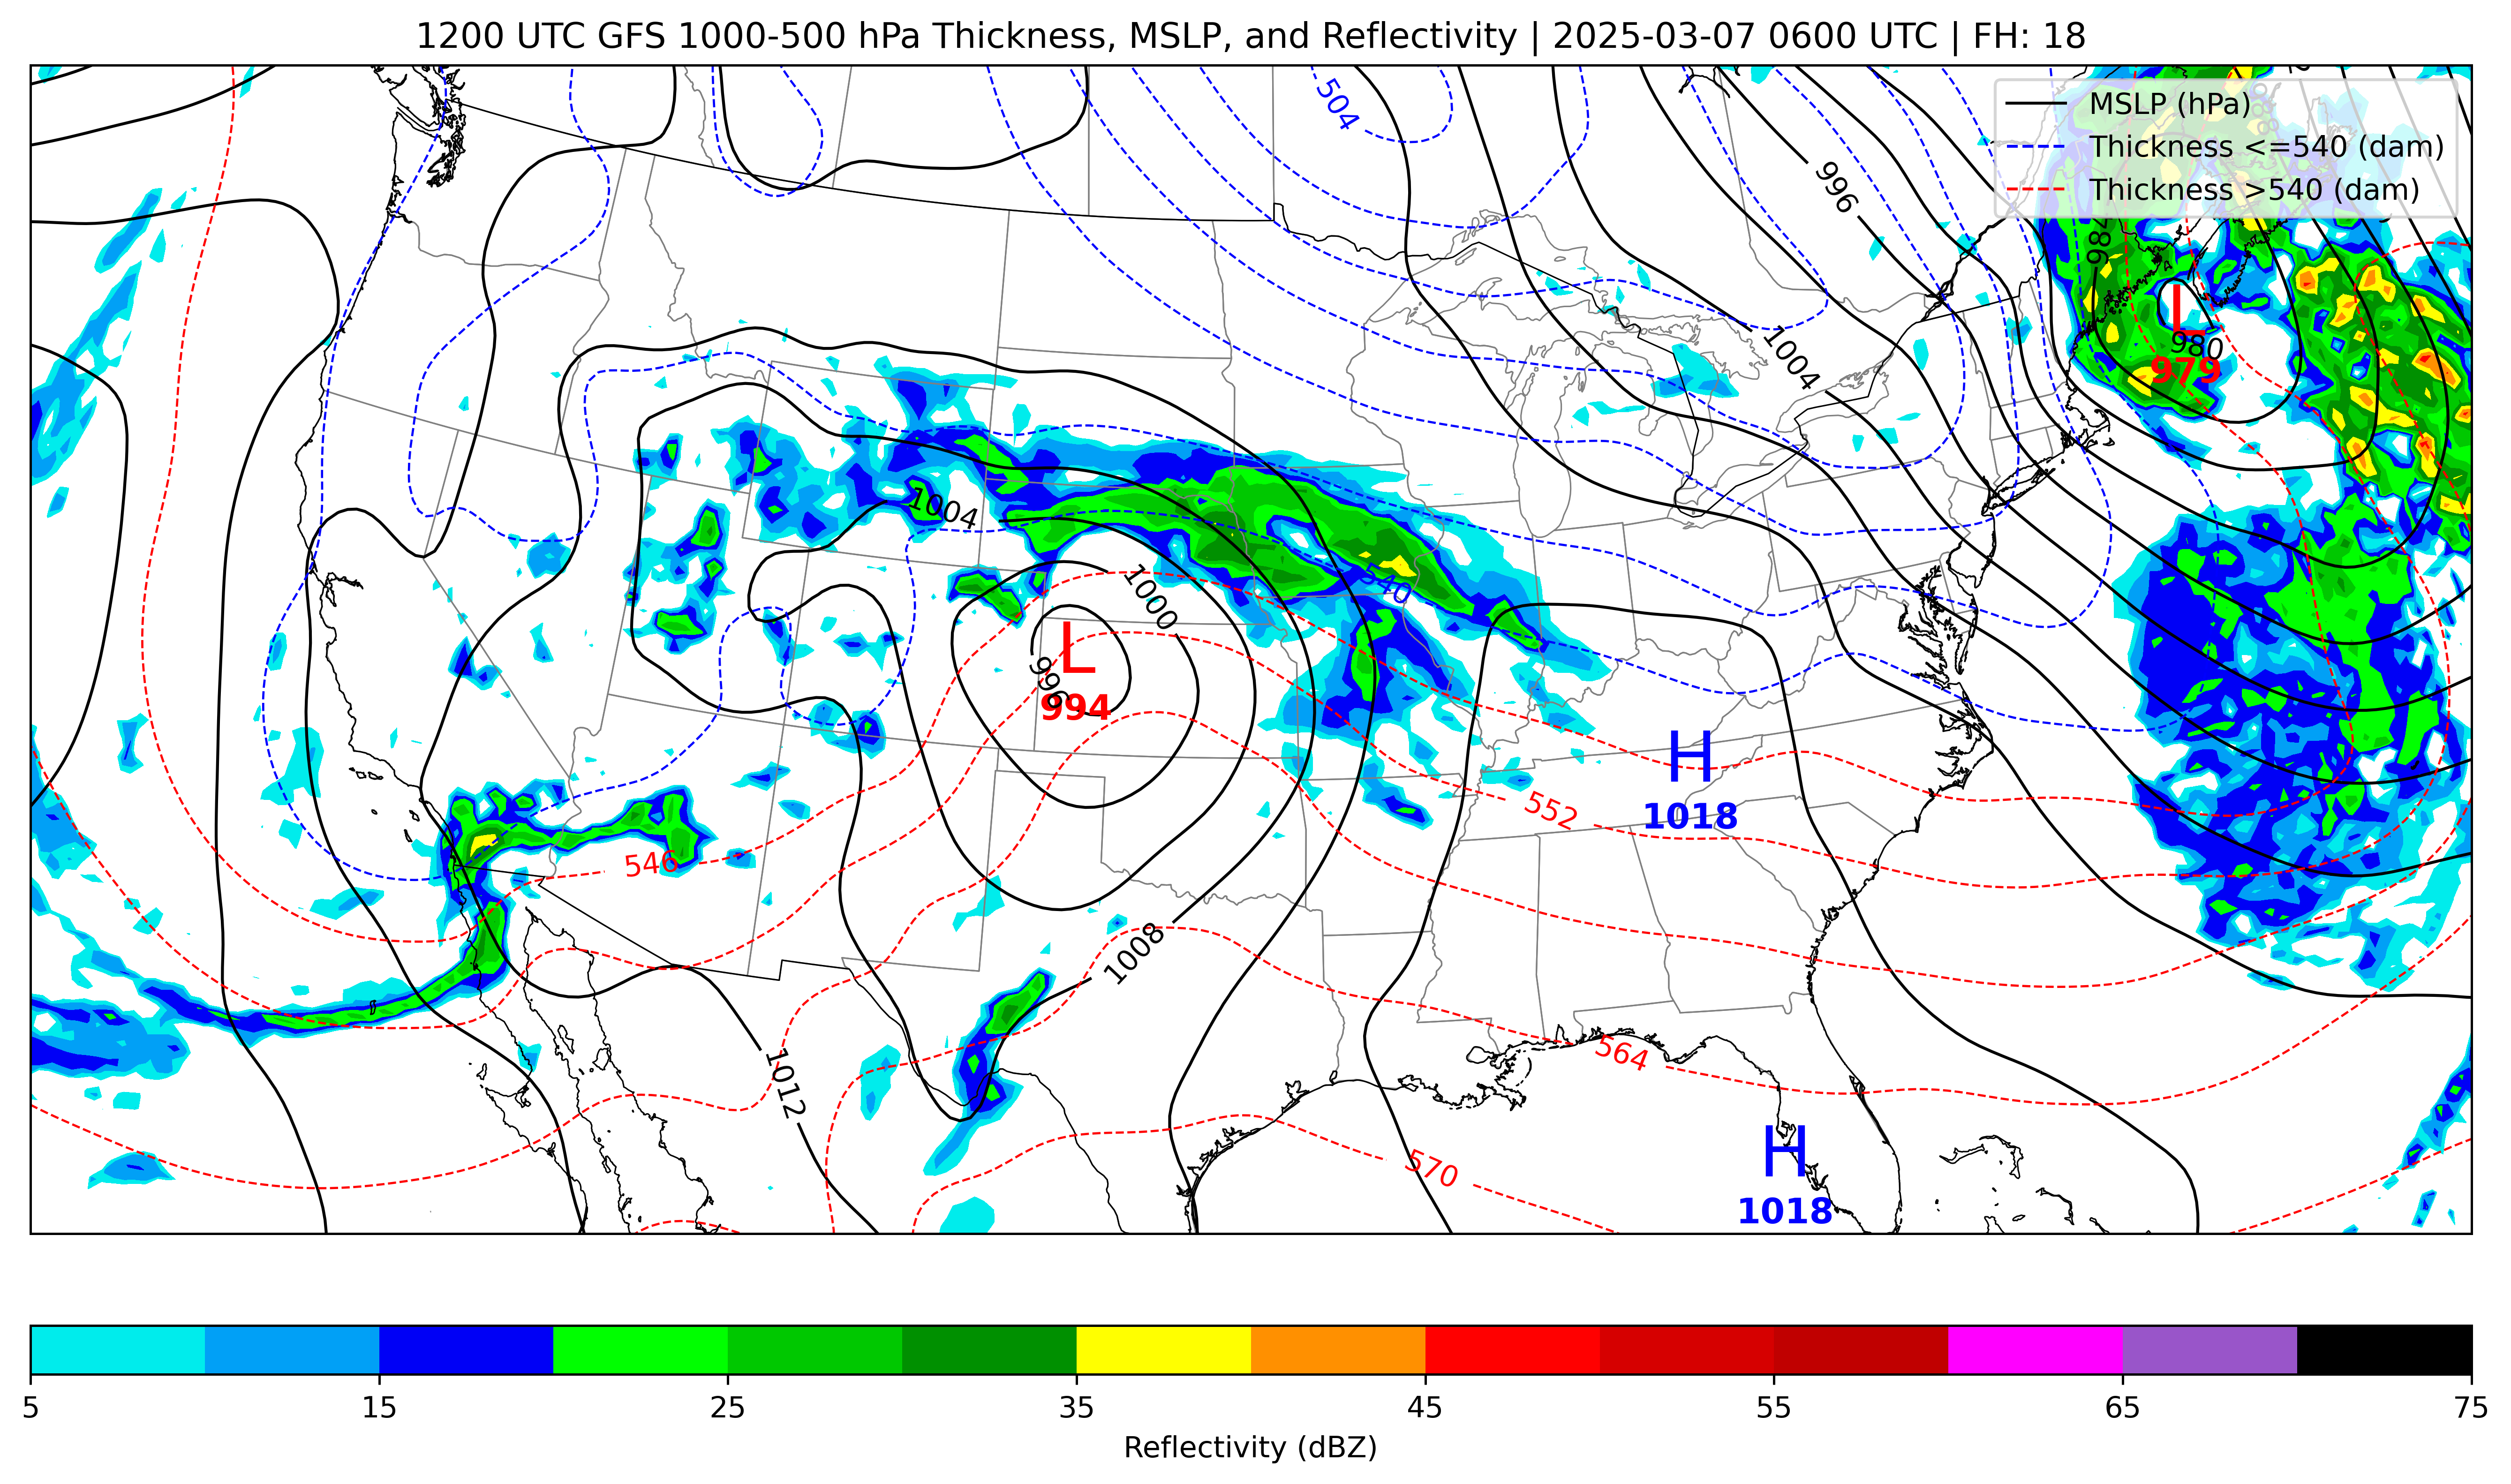 1200 UTC GFS 1000-500 hPa Thickness, MSLP, and Reflectivity | 2025-03-07 0600 UTC | FH: 18
MSLP (hPa)
Thickness <=540 (dam)
Thickness >540 (dam)
504
996
984
L
980
979
1004
1004
1000
540
L
996
994
H
1018
552
546
1008
564
1012
570
H
1018
5 15 25 35 45 55 65 75
Reflectivity (dBZ)